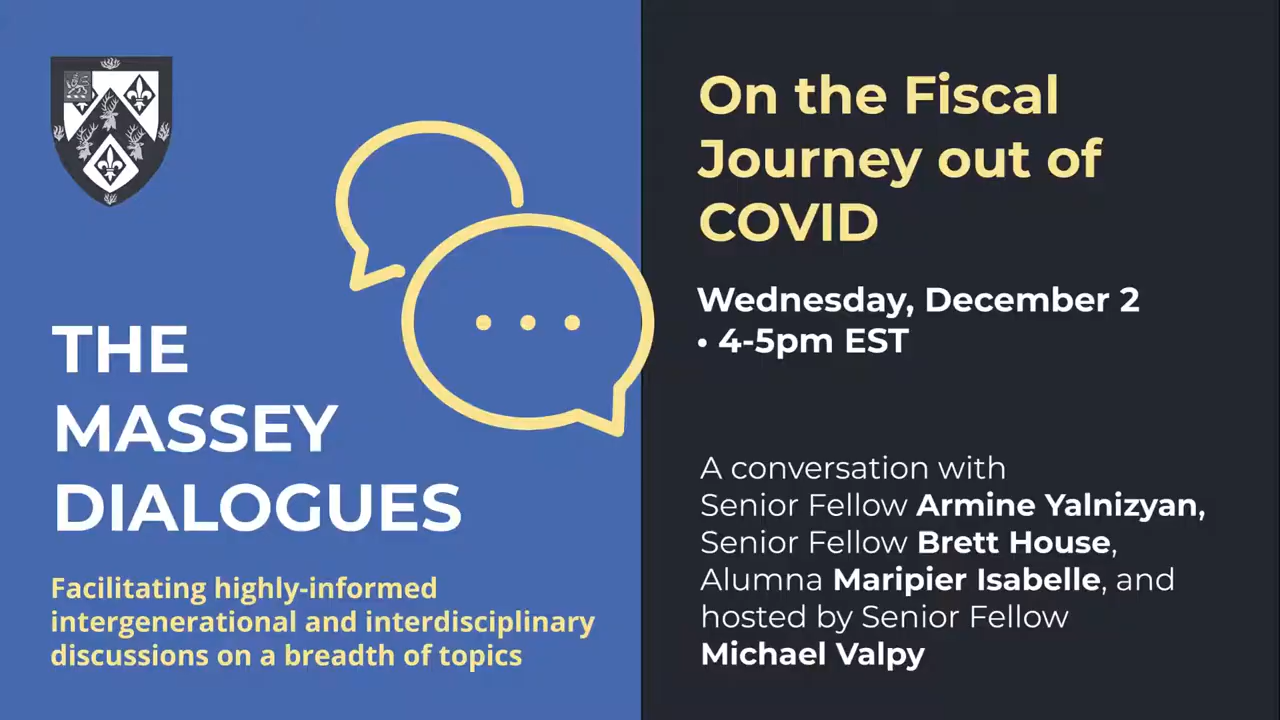 THE
MASSEY
DIALOGUES
Facilitating highly-informed
intergenerational and interdisciplinary
discussions on a breadth of topics
On the Fiscal
Journey out of
COVID
Wednesday, December 2
• 4-5pm EST
A conversation with
Senior Fellow Armine Yalnizyan,
Senior Fellow Brett House,
Alumna Maripier Isabelle, and
hosted by Senior Fellow
Michael Valpy